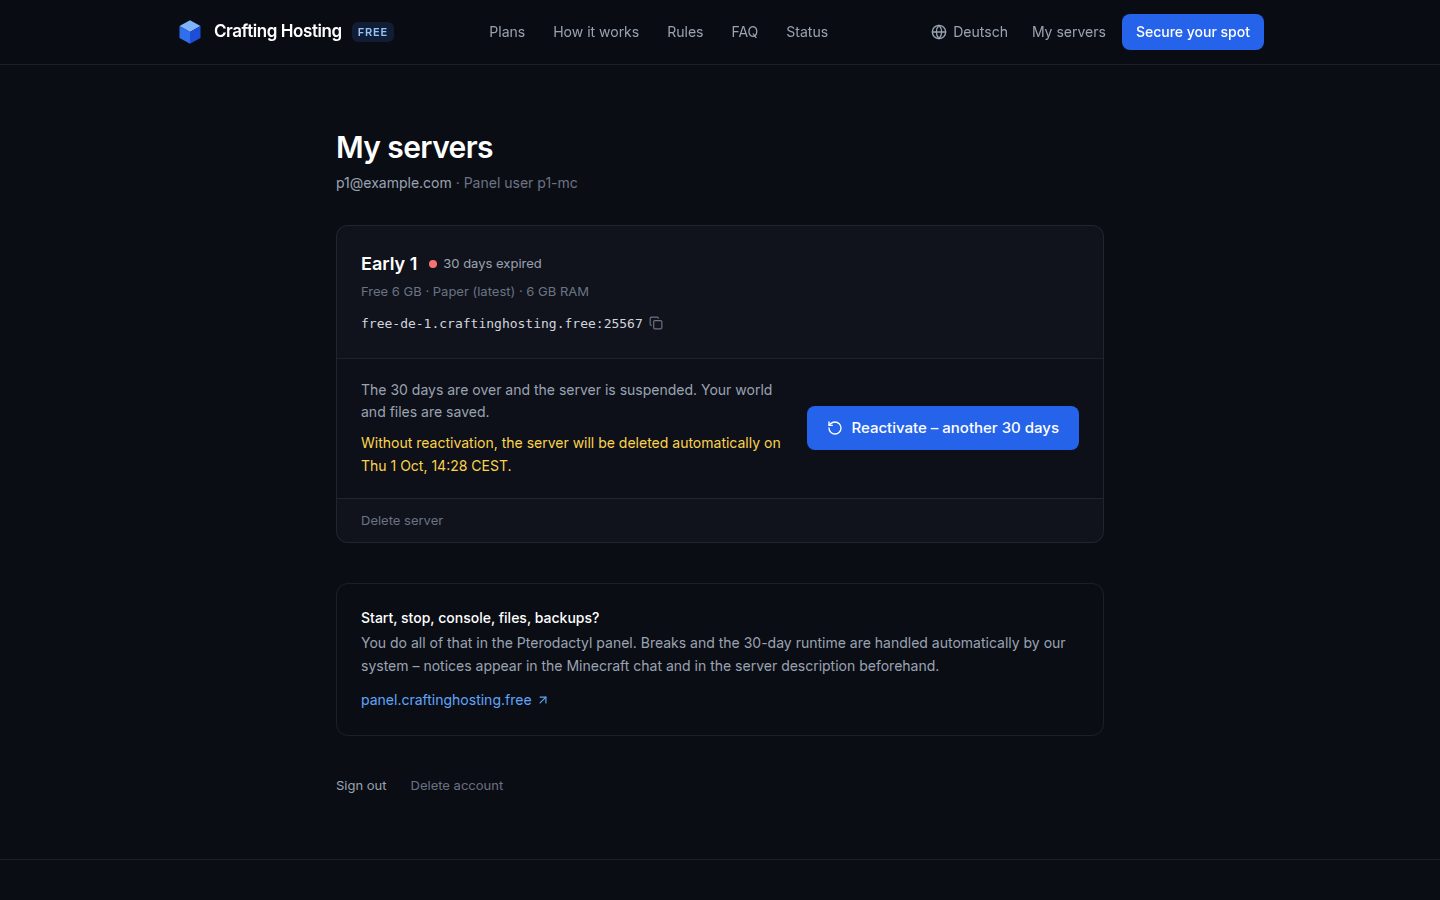 Crafting Hosting FREE Plans How it works Rules FAQ Status Deutsch My servers Secure your spot
My servers
p1@example.com · Panel user p1-mc
Early 1 30 days expired
Free 6 GB · Paper (latest) · 6 GB RAM
free-de-1.craftinghosting.free:25567
The 30 days are over and the server is suspended. Your world
and files are saved.
Without reactivation, the server will be deleted automatically on
Thu 1 Oct, 14:28 CEST.
Reactivate – another 30 days
Delete server
Start, stop, console, files, backups?
You do all of that in the Pterodactyl panel. Breaks and the 30-day runtime are handled automatically by our
system – notices appear in the Minecraft chat and in the server description beforehand.
panel.craftinghosting.free
Sign out Delete account